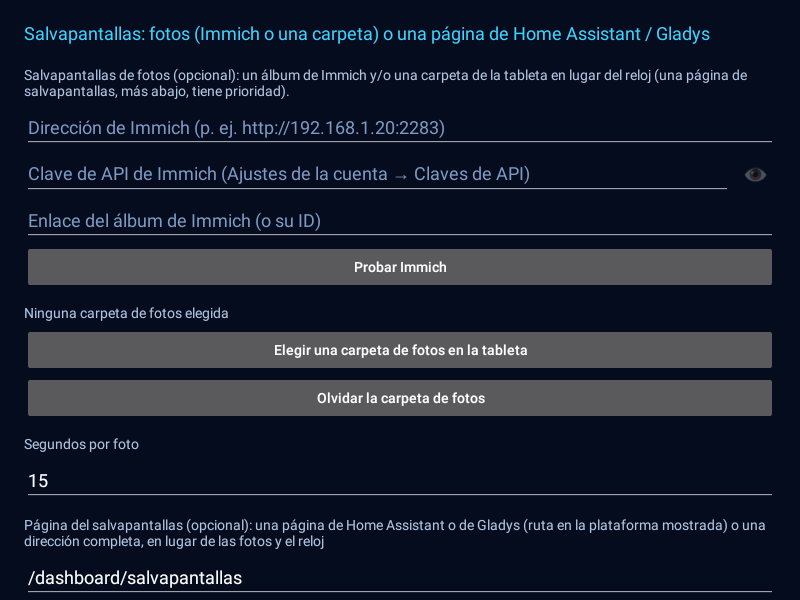 Salvapantallas: fotos (Immich o una carpeta) o una página de Home Assistant / Gladys
Salvapantallas de fotos (opcional): un álbum de Immich y/o una carpeta de la tableta en lugar del reloj (una página de
salvapantallas, más abajo, tiene prioridad).
Dirección de Immich (p. ej. http://192.168.1.20:2283)
Clave de API de Immich (Ajustes de la cuenta → Claves de API)
Enlace del álbum de Immich (o su ID)
Probar Immich
Ninguna carpeta de fotos elegida
Elegir una carpeta de fotos en la tableta
Olvidar la carpeta de fotos
Segundos por foto
15
Página del salvapantallas (opcional): una página de Home Assistant o de Gladys (ruta en la plataforma mostrada) o una
dirección completa, en lugar de las fotos y el reloj
/dashboard/salvapantallas